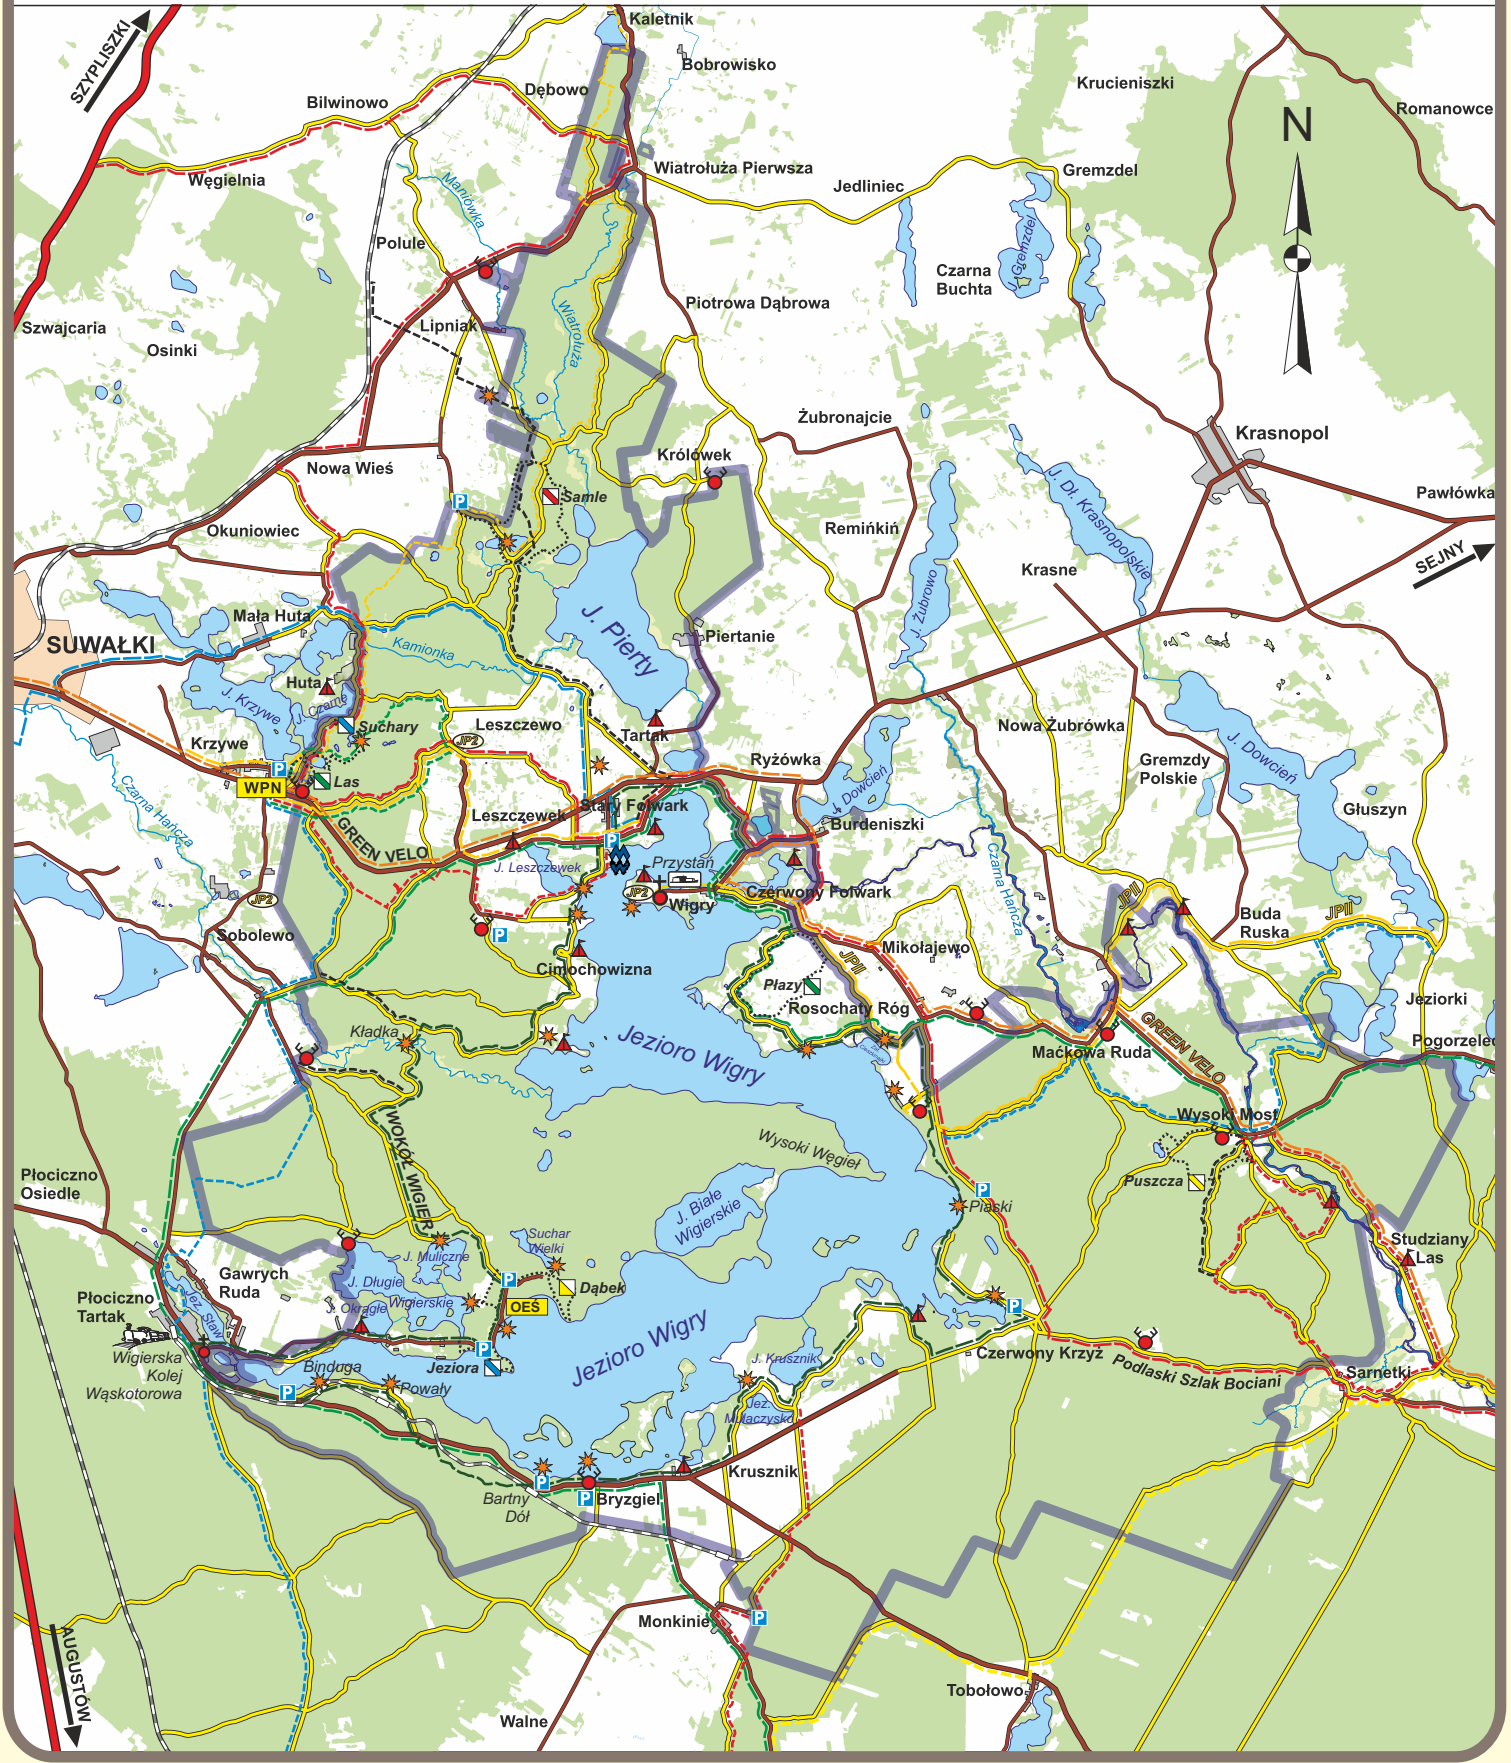 Kaletnik
SZYPLISZKI
Bobrowisko
Krucieniszki
Dębowo
Bilwinowo
Romanowce
N
Węgielnia
Wiatrołuża Pierwsza
Gremzdel
Jedliniec
Maniówka
Polule
J. Gremzdel
Czarna
Buchta
Piotrowa Dąbrowa
Szwajcaria
Lipniak
Wiatrołuża
Osinki
Żubronajcie
Krasnopol
Królówek
Nowa Wieś
J. Dł. Krasnopolskie
Pawłówka
P
Samle
Okuniowiec
Remińkiń
SEJNY
Krasne
J. Żubrowo
Mała Huta
J. Pierty
SUWAŁKI
Piertanie
Kamionka
Huta
J. Krzywe
J. Czarne
Suchary
Leszczewo
Nowa Żubrówka
Tartak
JP2
Krzywe
J. Dowcień
Ryżówka
Gremzdy
Polskie
P
Las
WPN
J. Dowcień
Czarna Hańcza
Stary Folwark
Głuszyn
Leszczewek
GREEN VELO
Burdeniszki
P
J. Leszczewek
Przystań
Czarna Hańcza
JP2
Wigry
Czerwony Folwark
JPII
JP2
JPII
Buda
Ruska
Sobolewo
P
Mikołajewo
JPII
Cimochowizna
Płazy
Jeziorki
Rosochaty Róg
Kładka
GREEN VELO
Jezioro Wigry
Maćkowa Ruda
Pogorzelec
WOKÓŁ WIGIER
Wysoki Most
Wysoki Węgieł
Płociczno
Osiedle
Puszcza
P
J. Białe
Wigierskie
Piaski
Suchar
Wielki
Studziany
Las
J. Muliczne
Gawrych
Ruda
J. Długie
Wigierskie
P
Dąbek
Płociczno
Tartak
Jez. Staw
J. Okrągłe
OEŚ
P
Jezioro Wigry
P
Czerwony Krzyż
Wigierska
Kolej
Wąskotorowa
Binduga
Jeziora
J. Krusznik
Podlaski Szlak Bociani
Sarnetki
P
Powały
Jez.
Mulaczysko
Krusznik
P
Bartny
Dół
P
Bryzgiel
Monkinie
P
AUGUSTÓW
Tobołowo
Walne